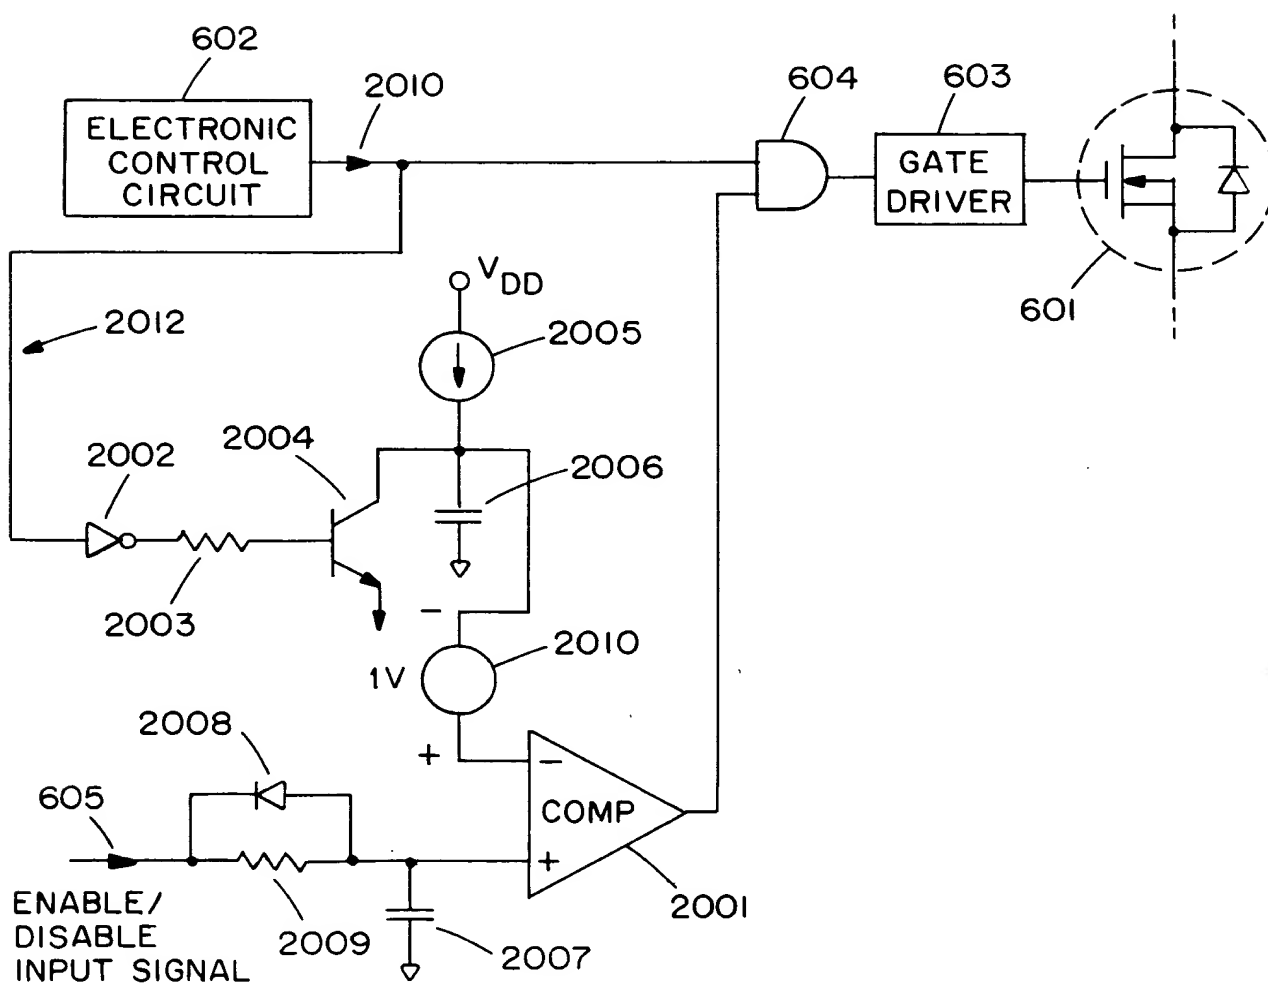 602
2010
604
603
ELECTRONIC
CONTROL
CIRCUIT
GATE
DRIVER
601
VDD
2012
2005
2004
2002
2006
2003
−
2010
1V
2008
+
−
605
COMP
+
ENABLE/
DISABLE
INPUT SIGNAL
2009
2007
2001